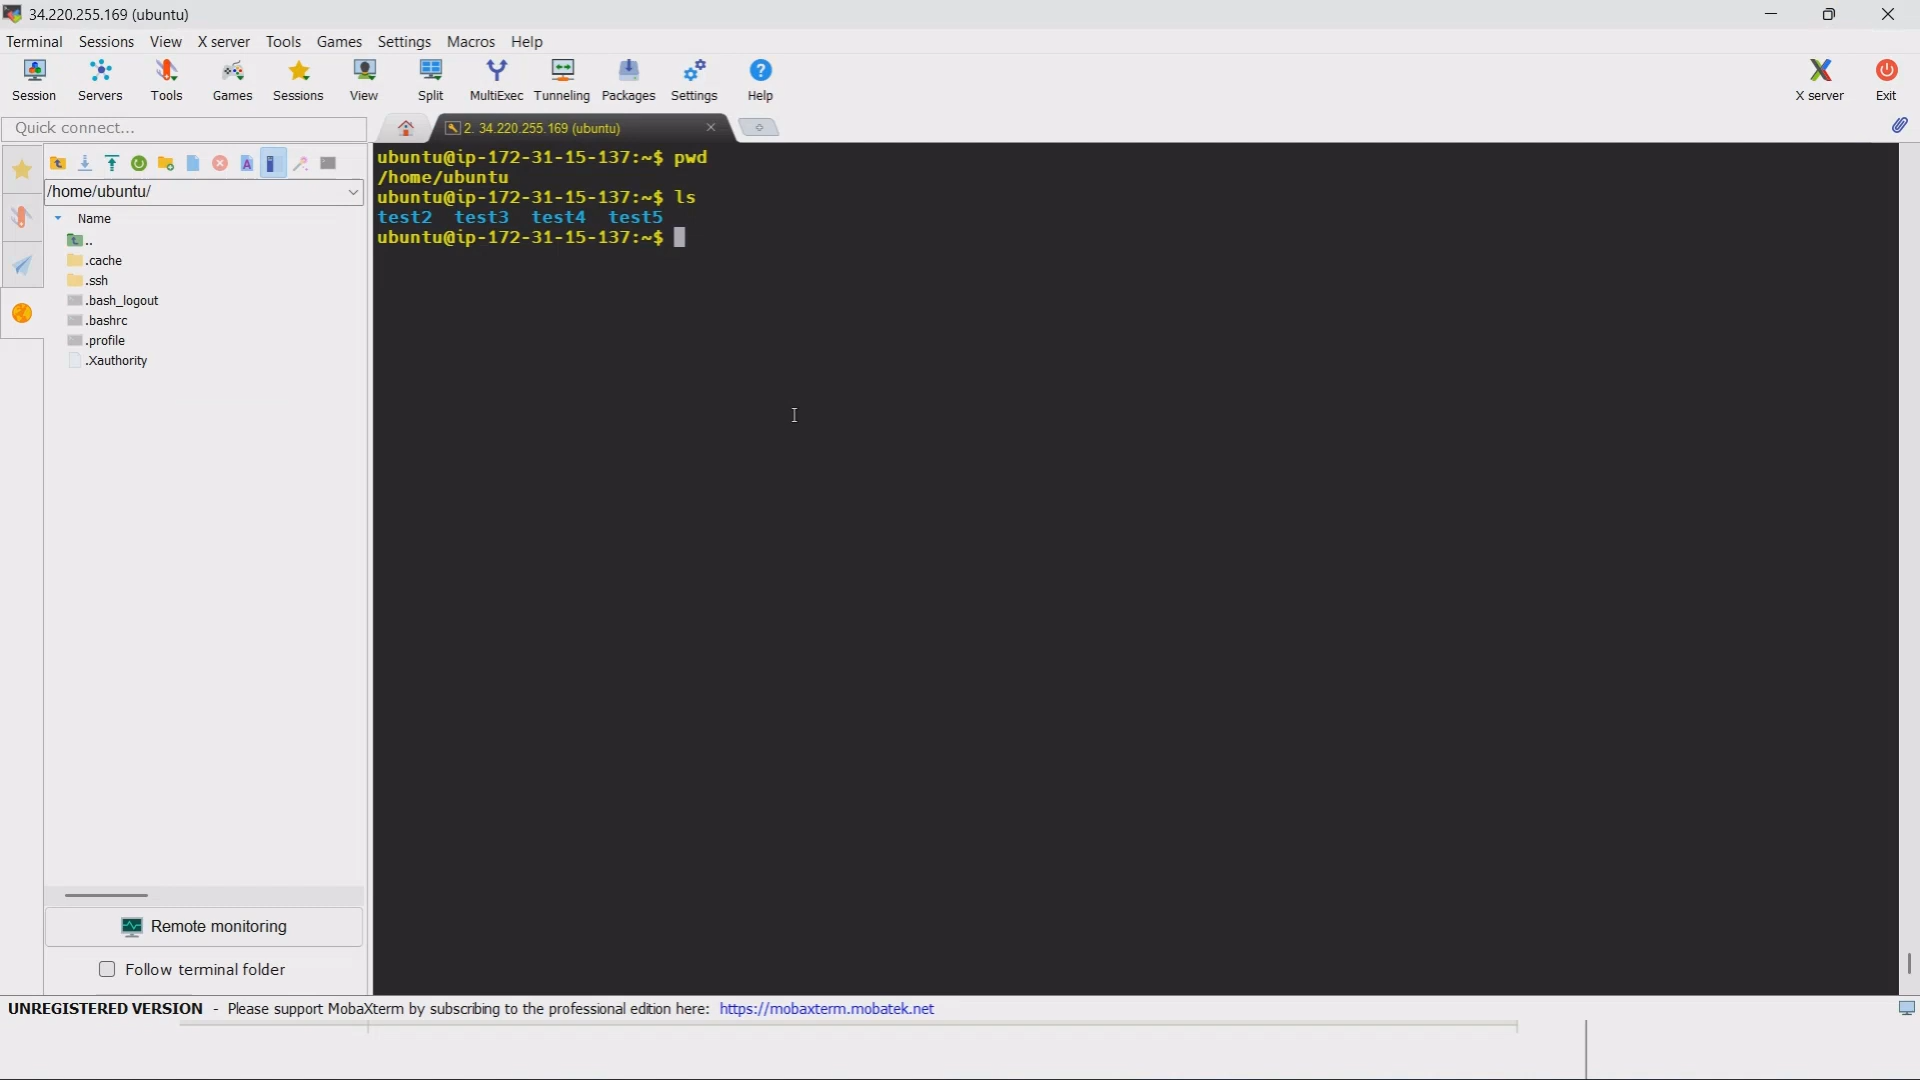 34.220.255.169 (ubuntu)
Terminal Sessions View X server Tools Games Settings Macros Help
Session Servers Tools Games Sessions View Split MultiExec Tunneling Packages Settings Help X server Exit
Quick connect...
2. 34.220.255.169 (ubuntu)
/home/ubuntu/
Name
..
.cache
.ssh
.bash_logout
.bashrc
.profile
.Xauthority
Remote monitoring
Follow terminal folder
ubuntu@ip-172-31-15-137:~$ pwd
/home/ubuntu
ubuntu@ip-172-31-15-137:~$ ls
test2 test3 test4 test5
ubuntu@ip-172-31-15-137:~$
UNREGISTERED VERSION - Please support MobaXterm by subscribing to the professional edition here: https://mobaxterm.mobatek.net